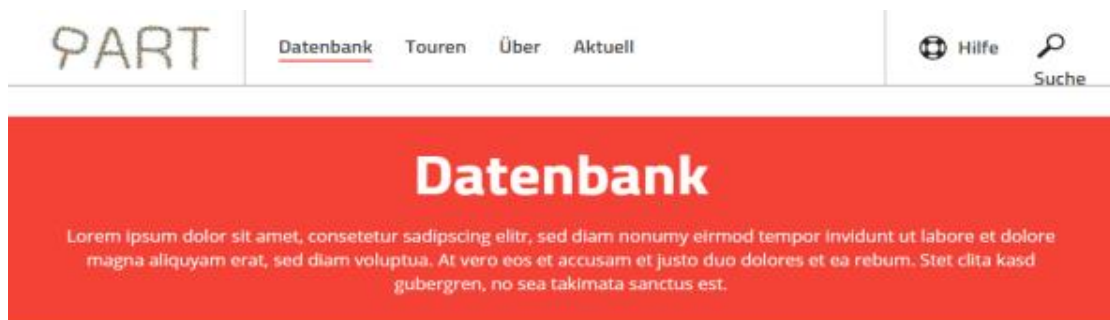 PART
Datenbank Touren Über Aktuell
Hilfe
Suche
Datenbank
Lorem ipsum dolor sit amet, consetetur sadipscing elitr, sed diam nonumy eirmod tempor invidunt ut labore et dolore
magna aliquyam erat, sed diam voluptua. At vero eos et accusam et justo duo dolores et ea rebum. Stet clita kasd
gubergren, no sea takimata sanctus est.